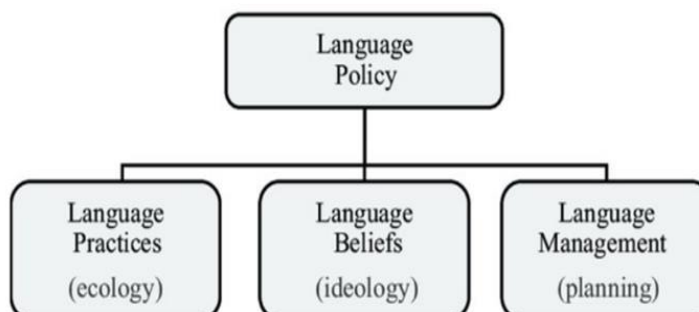 Language
Policy
Language
Practices
(ecology)
Language
Beliefs
(ideology)
Language
Management
(planning)